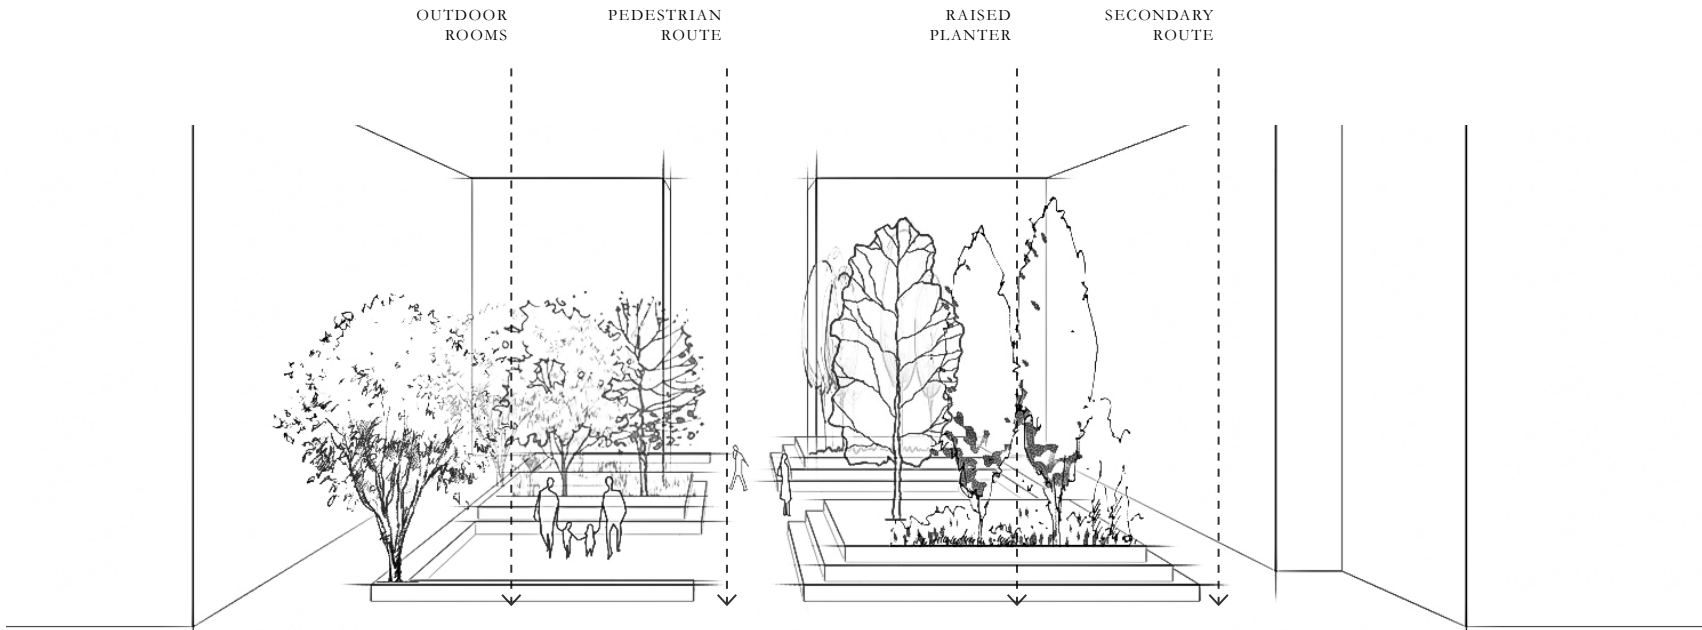 OUTDOOR
ROOMS
PEDESTRIAN
ROUTE
RAISED
PLANTER
SECONDARY
ROUTE